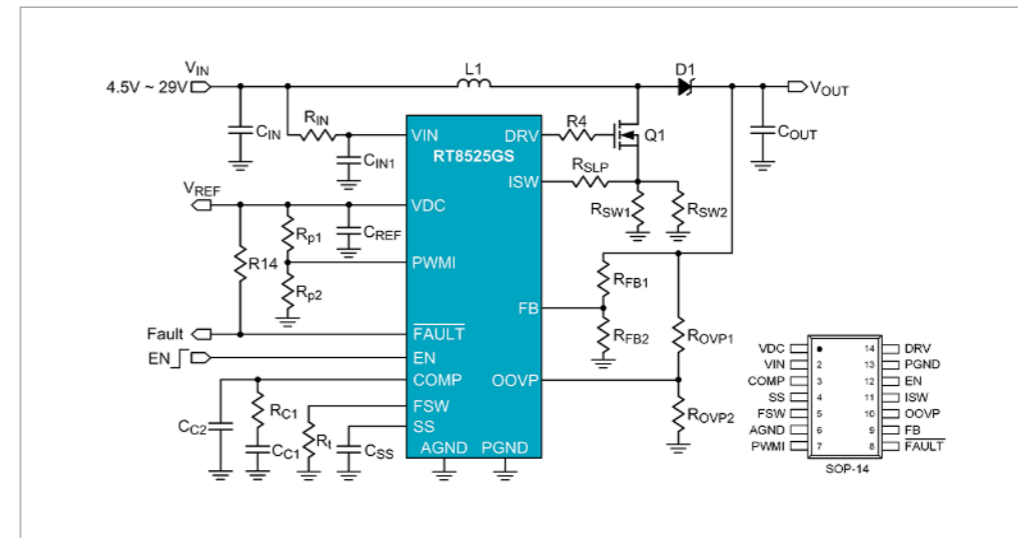 VIN
4.5V ~ 29V
L1
D1
VOUT
CIN
RIN
CIN1
VIN
DRV
R4
Q1
COUT
RT8525GS
ISW
RSLP
RSW1
RSW2
VREF
VDC
CREF
Rp1
R14
PWMI
Rp2
FB
RFB1
RFB2
ROVP1
Fault
FAULT
EN
EN
COMP
OOVP
ROVP2
FSW
SS
CC2
RC1
CC1
Rt
CSS
AGND
PGND
VDC
14
DRV
VIN
2
13
PGND
COMP
3
12
EN
SS
4
11
ISW
FSW
5
10
OOVP
AGND
6
9
FB
PWMI
7
8
FAULT
SOP-14